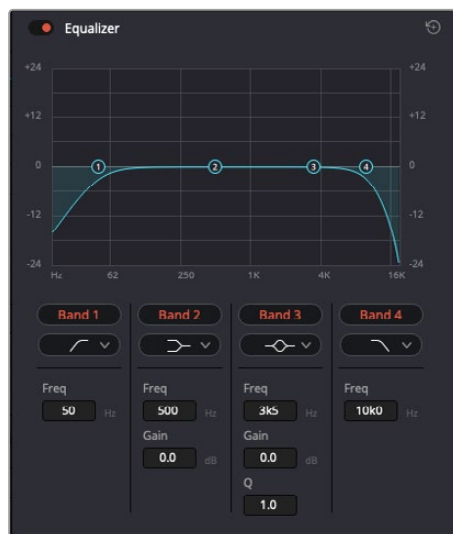 Equalizer
+24 +24
+12 +12
0 0
1 2 3 4
-12 -12
-24 -24
Hz 62 250 1K 4K 16K
Band 1 Band 2 Band 3 Band 4
Freq Freq Freq Freq
50 Hz 500 Hz 3k5 Hz 10k0 Hz
Gain Gain
0.0 dB 0.0 dB
Q
1.0